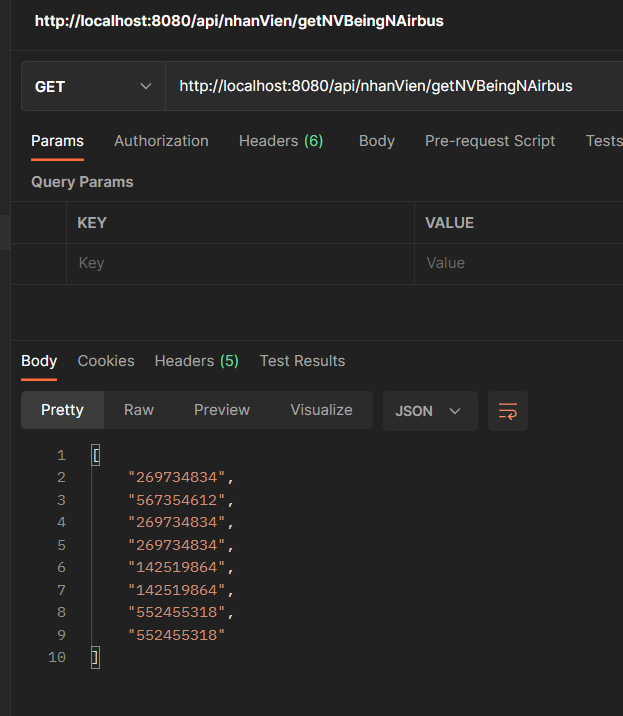 http://localhost:8080/api/nhanVien/getNVBeingNAirbus
GET http://localhost:8080/api/nhanVien/getNVBeingNAirbus
Params Authorization Headers (6) Body Pre-request Script Tests
Query Params
KEY VALUE
Key Value
Body Cookies Headers (5) Test Results
Pretty Raw Preview Visualize JSON
1 [
2 "269734834",
3 "567354612",
4 "269734834",
5 "269734834",
6 "142519864",
7 "142519864",
8 "552455318",
9 "552455318"
10 ]